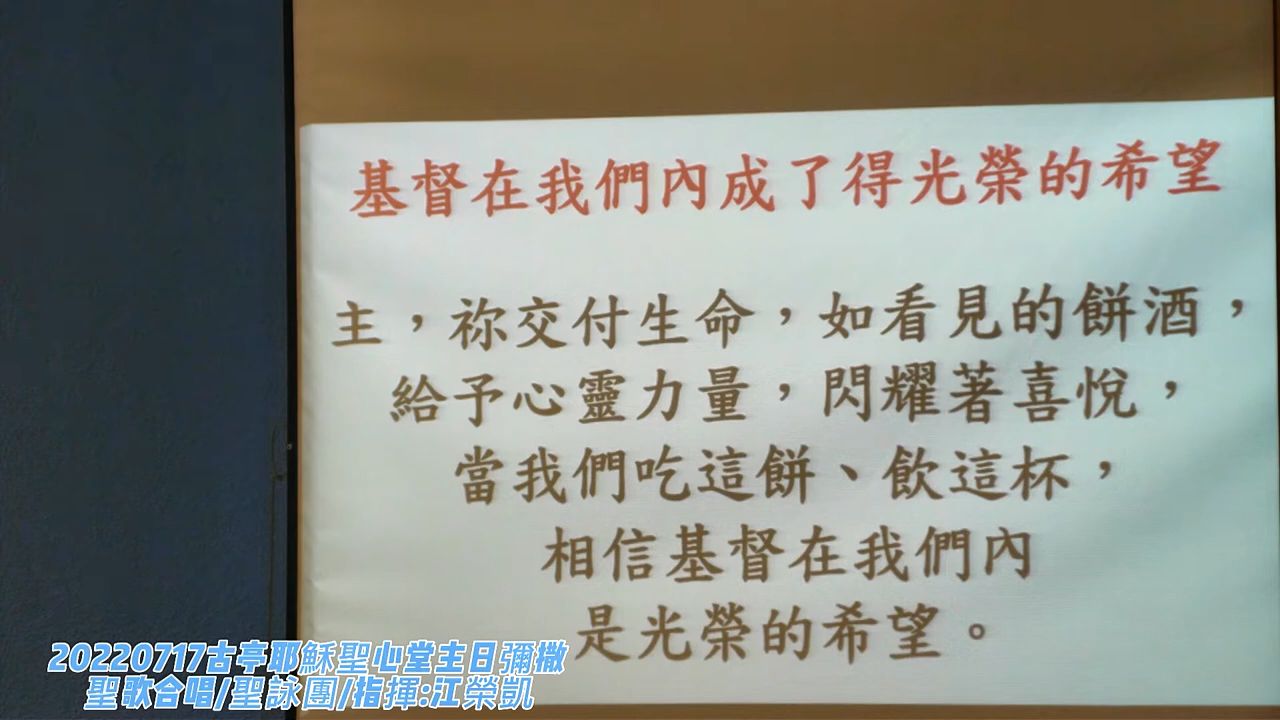 基督在我們內成了得光榮的希望
主，祢交付生命，如看見的餅酒，
給予心靈力量，閃耀著喜悅，
當我們吃這餅、飲這杯，
相信基督在我們內
是光榮的希望。
20220717古亭耶穌聖心堂主日彌撒
聖歌合唱/聖詠團/指揮:江榮凱